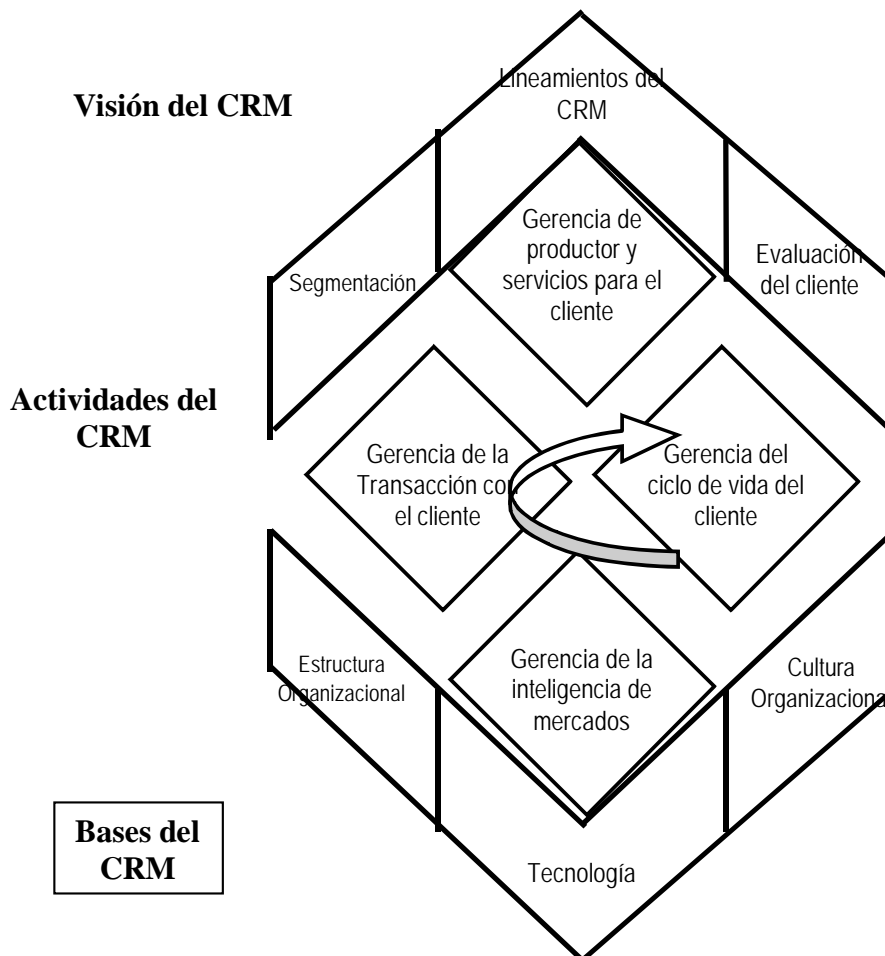 Visión del CRM
Lineamientos del
CRM
Segmentación
Gerencia de
productor y
servicios para el
cliente
Evaluación
del cliente
Actividades del
CRM
Gerencia de la
Transacción con
el cliente
Gerencia del
ciclo de vida del
cliente
Estructura
Organizacional
Gerencia de la
inteligencia de
mercados
Cultura
Organizaciona
Bases del
CRM
Tecnología